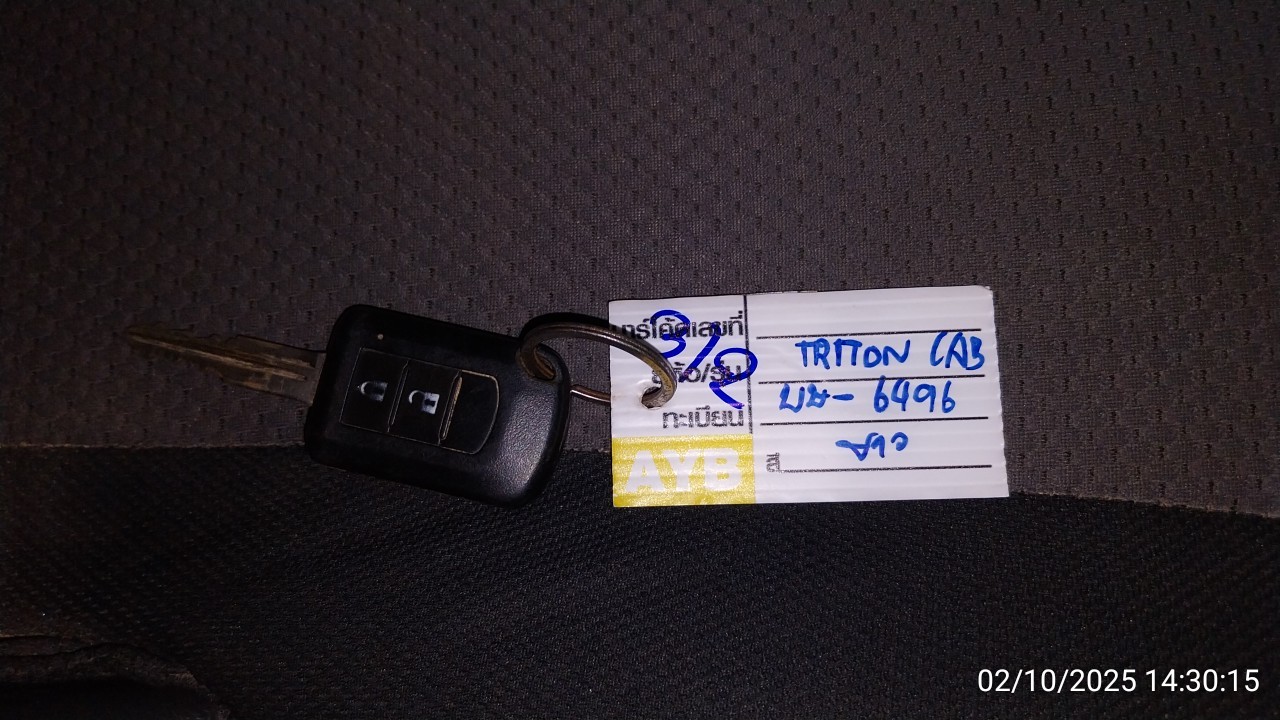 บาร์โค้ดเลขที่
3/2
ยี่ห้อ/รุ่น TRITON CAB
ทะเบียน บษ-6496
AYB สี ขาว
02/10/2025 14:30:15